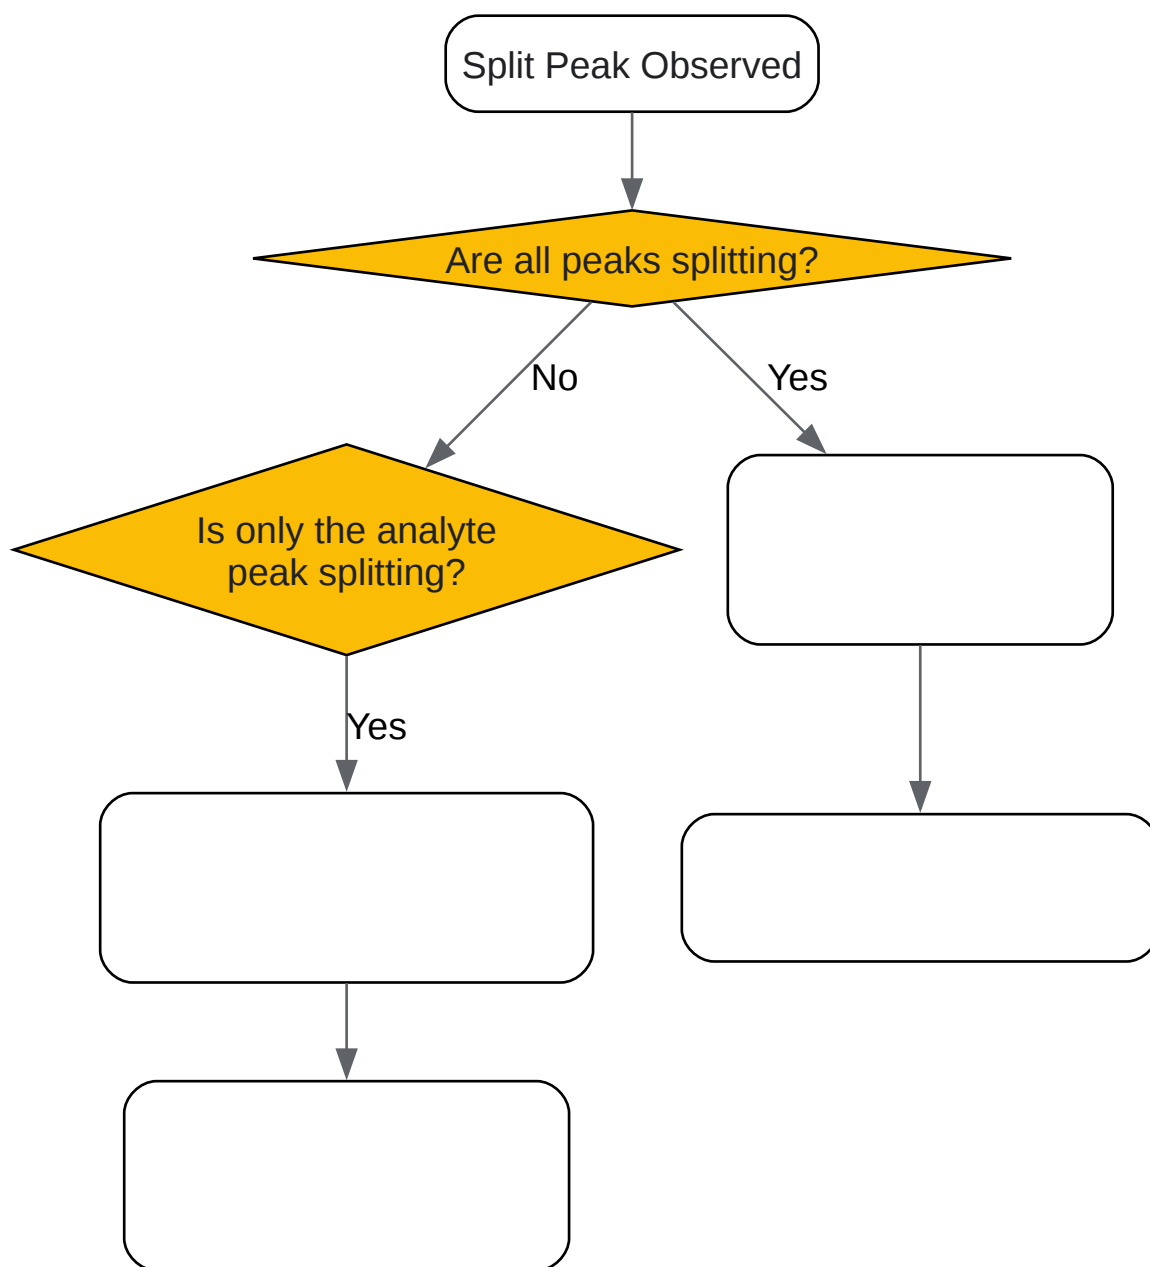 Split Peak Observed
Are all peaks splitting?
No
Yes
Is only the analyte
peak splitting?
Yes